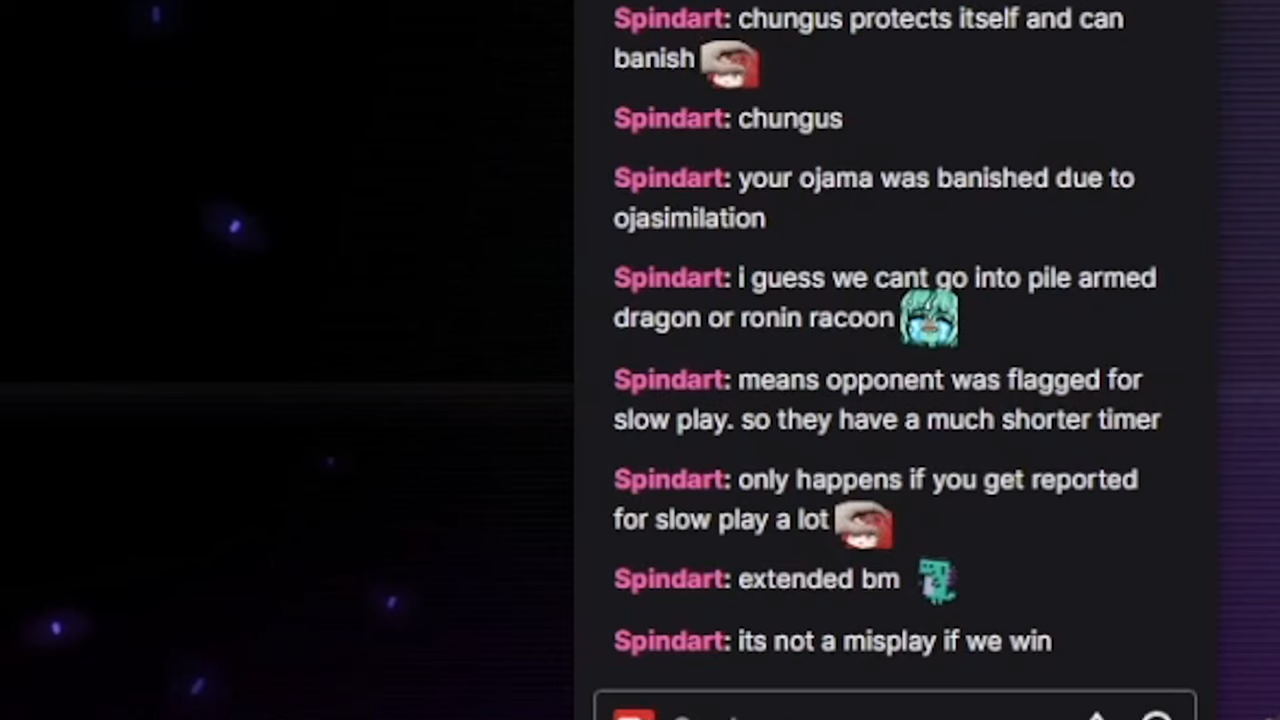 Spindart: chungus protects itself and can
banish
Spindart: chungus
Spindart: your ojama was banished due to
ojasimilation
Spindart: i guess we cant go into pile armed
dragon or ronin racoon
Spindart: means opponent was flagged for
slow play. so they have a much shorter timer
Spindart: only happens if you get reported
for slow play a lot
Spindart: extended bm
Spindart: its not a misplay if we win